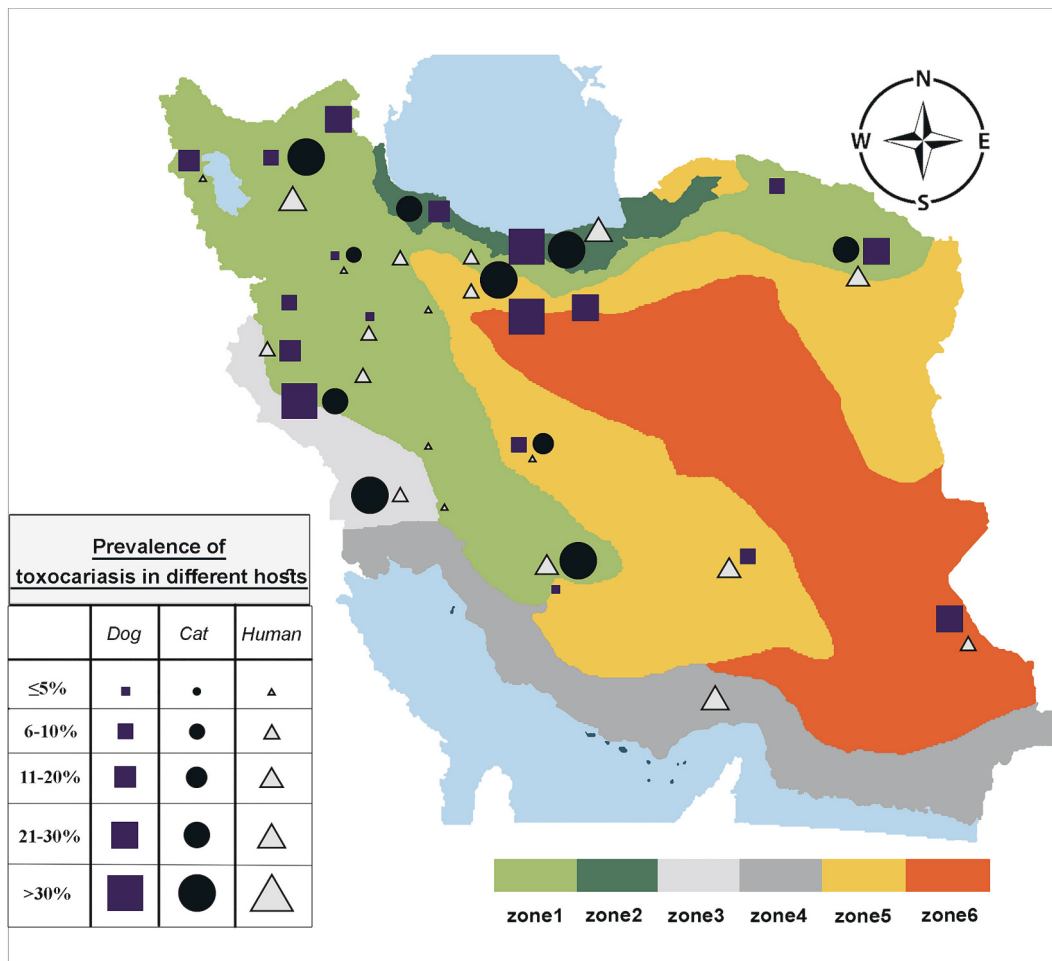 N
W E
S
Prevalence of
toxocariasis in different hosts
Dog Cat Human
≤5%
6-10%
11-20%
21-30%
>30%
zone1 zone2 zone3 zone4 zone5 zone6